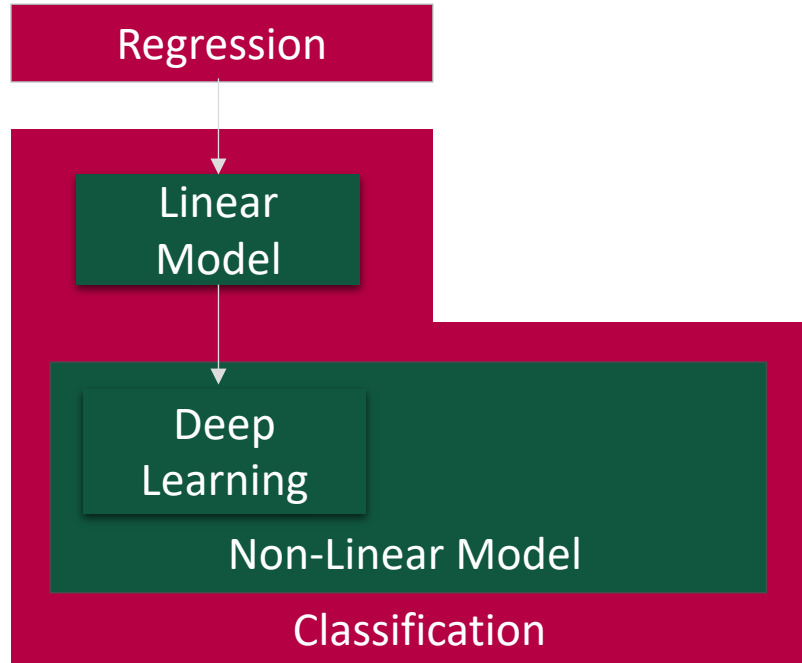 Regression
Linear
Model
Deep
Learning
Non-Linear Model
Classification